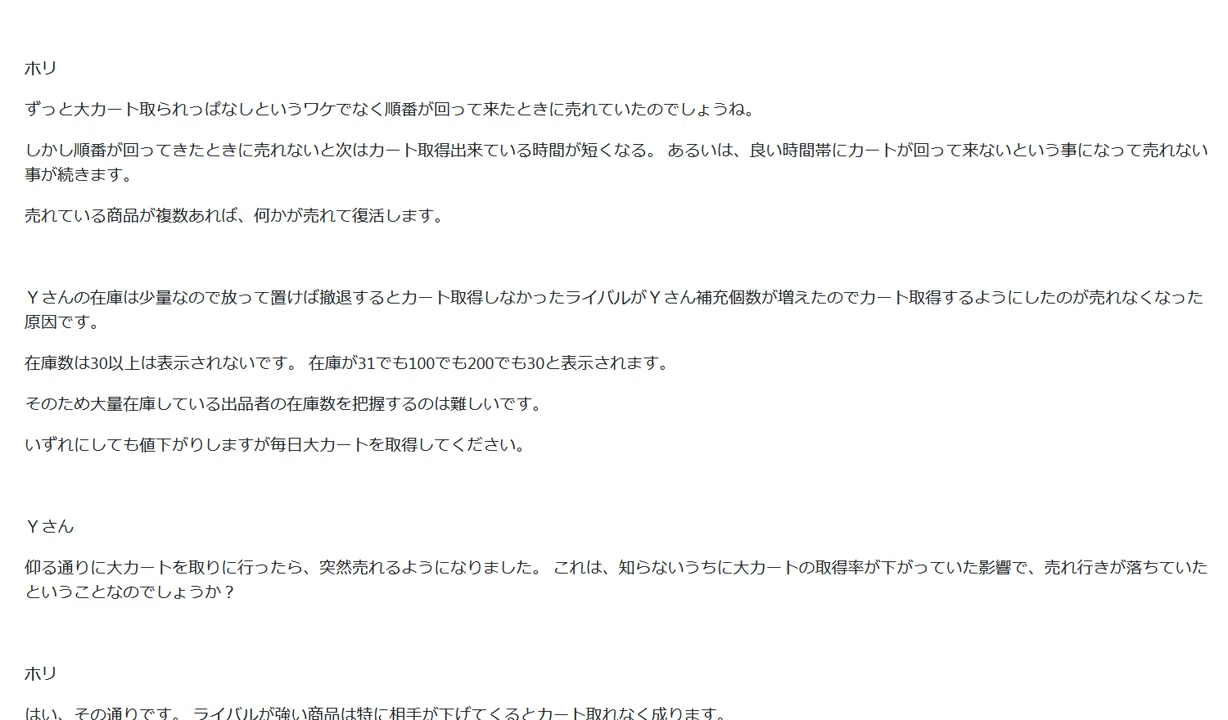 ホリ
ずっと大カート取られっぱなしというワケでなく順番が回って来たときに売れていたのでしょうね。
しかし順番が回ってきたときに売れないと次はカート取得出来ている時間が短くなる。 あるいは、良い時間帯にカートが回って来ないという事になって売れない
事が続きます。
売れている商品が複数あれば、何かが売れて復活します。
Ｙさんの在庫は少量なので放って置けば撤退するとカート取得しなかったライバルがＹさん補充個数が増えたのでカート取得するようにしたのが売れなくなった
原因です。
在庫数は30以上は表示されないです。 在庫が31でも100でも200でも30と表示されます。
そのため大量在庫している出品者の在庫数を把握するのは難しいです。
いずれにしても値下がりしますが毎日大カートを取得してください。
Ｙさん
仰る通りに大カートを取りに行ったら、突然売れるようになりました。 これは、知らないうちに大カートの取得率が下がっていた影響で、売れ行きが落ちていた
ということなのでしょうか？
ホリ
はい、その通りです。 ライバルが強い商品は特に相手が下げてくるとカート取れなく成ります。